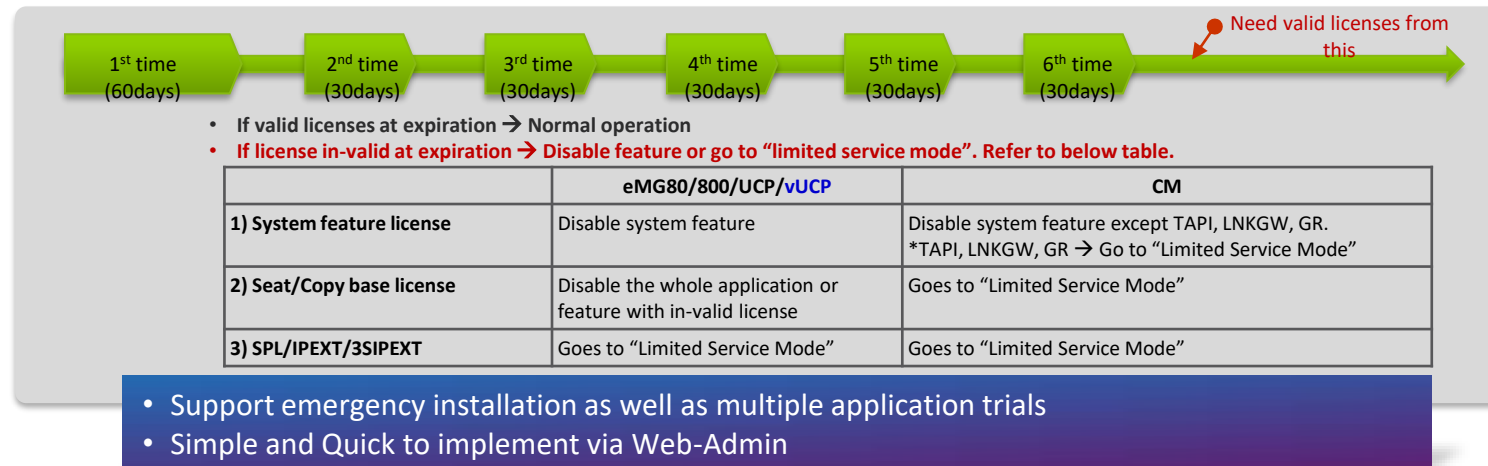 Need valid licenses from
this
1st time
(60days)
2nd time
(30days)
3rd time
(30days)
4th time
(30days)
5th time
(30days)
6th time
(30days)
• If valid licenses at expiration → Normal operation
• If license in-valid at expiration → Disable feature or go to “limited service mode”. Refer to below table.
eMG80/800/UCP/vUCP CM
1) System feature license Disable system feature Disable system feature except TAPI, LNKGW, GR.
*TAPI, LNKGW, GR → Go to “Limited Service Mode”
2) Seat/Copy base license Disable the whole application or Goes to “Limited Service Mode”
feature with in-valid license
3) SPL/IPEXT/3SIPEXT Goes to “Limited Service Mode” Goes to “Limited Service Mode”
• Support emergency installation as well as multiple application trials
• Simple and Quick to implement via Web-Admin